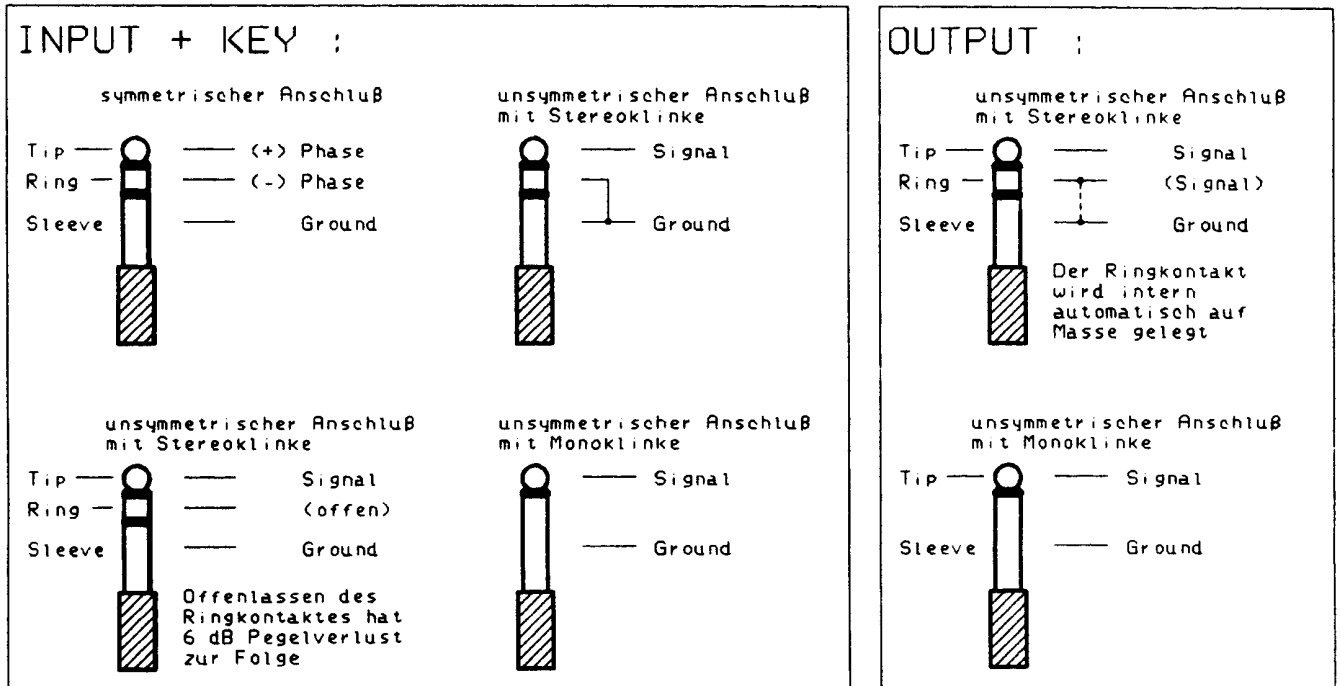 INPUT + KEY :
symmetrischer Anschluß
Tip
(+) Phase
Ring
(-) Phase
Sleeve
Ground
unsymmetrischer Anschluß
mit Stereoklinke
Signal
Ground
unsymmetrischer Anschluß
mit Stereoklinke
Tip
Signal
Ring
(offen)
Sleeve
Ground
Offenlassen des
Ringkontaktes hat
6 dB Pegelverlust
zur Folge
unsymmetrischer Anschluß
mit Monoklinke
Signal
Ground
OUTPUT :
unsymmetrischer Anschluß
mit Stereoklinke
Tip
Signal
Ring
(Signal)
Sleeve
Ground
Der Ringkontakt
wird intern
automatisch auf
Masse gelegt
unsymmetrischer Anschluß
mit Monoklinke
Tip
Signal
Sleeve
Ground